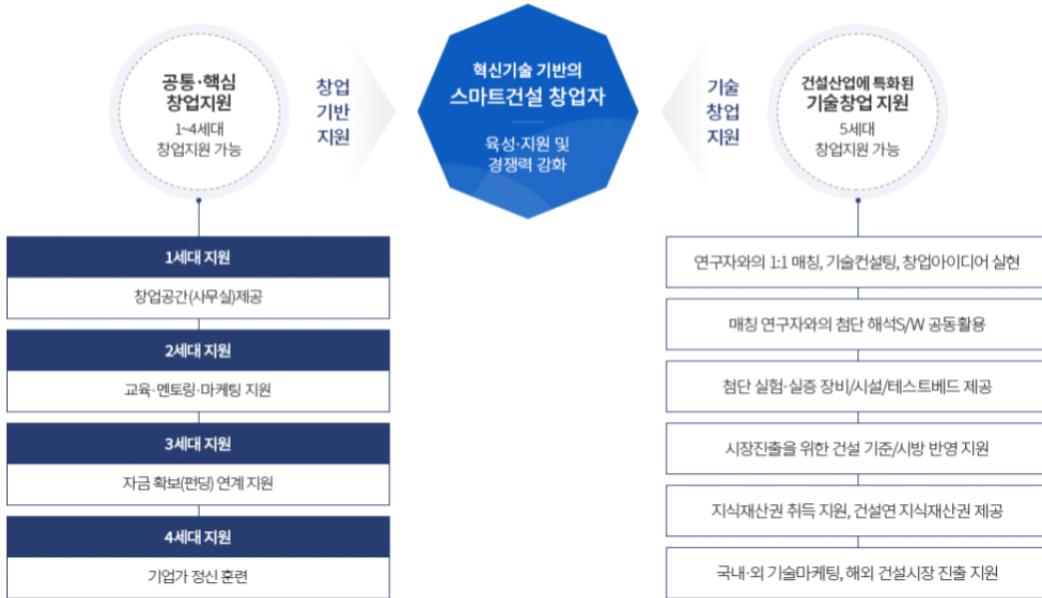 공통·핵심
창업지원
1~4세대
창업지원 가능
창업
기반
지원
혁신기술 기반의
스마트건설 창업자
육성·지원 및
경쟁력 강화
기술
창업
지원
건설산업에 특화된
기술창업 지원
5세대
창업지원 가능
1세대 지원
창업공간(사무실)제공
2세대 지원
교육·멘토링·마케팅 지원
3세대 지원
자금 확보(펀딩) 연계 지원
4세대 지원
기업가 정신 훈련
연구자와의 1:1 매칭, 기술컨설팅, 창업아이디어 실현
매칭 연구자와의 첨단 해석S/W 공동활용
첨단 실험·실증 장비/시설/테스트베드 제공
시장진출을 위한 건설 기준/시방 반영 지원
지식재산권 취득 지원, 건설연 지식재산권 제공
국내·외 기술마케팅, 해외 건설시장 진출 지원